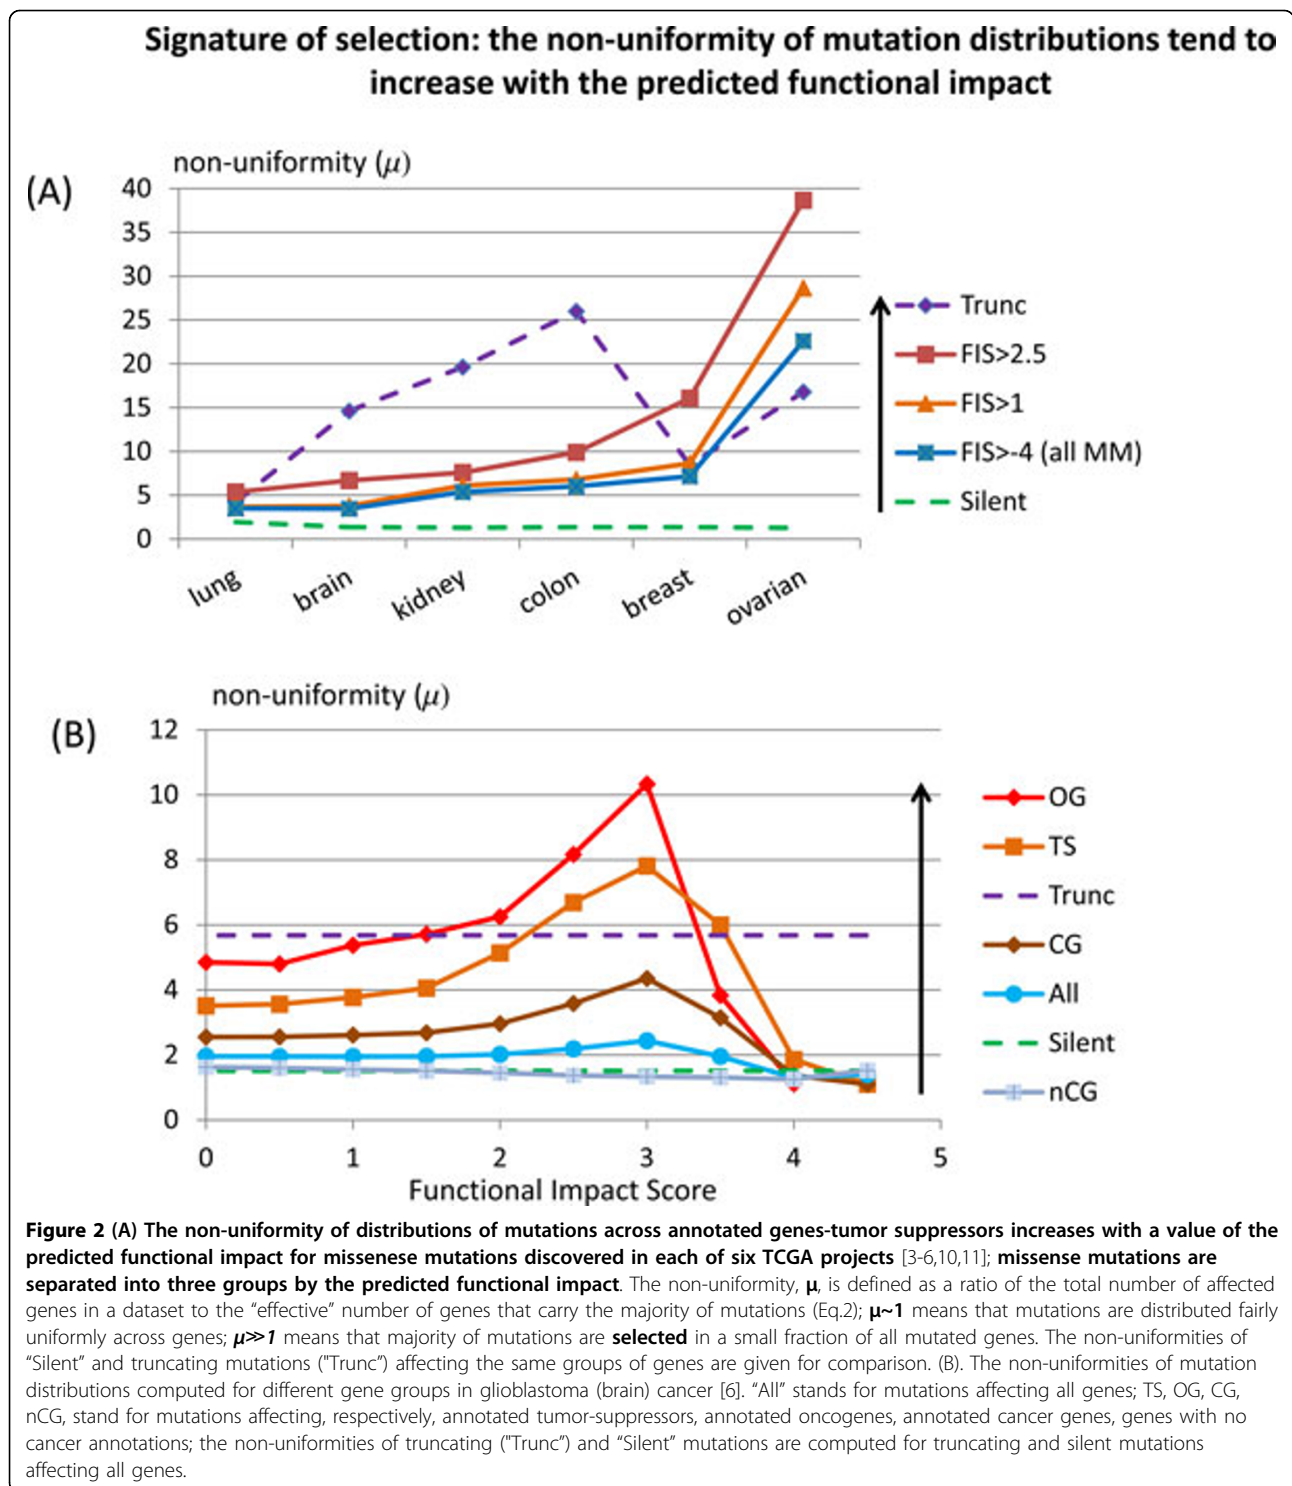 Signature of selection: the non-uniformity of mutation distributions tend to
increase with the predicted functional impact
(A)
non-uniformity (μ)
40
35
30
25
20
15
10
5
0
lung
brain
kidney
colon
breast
ovarian
Trunc
FIS>2.5
FIS>1
FIS>-4 (all MM)
Silent
(B)
non-uniformity (μ)
12
10
8
6
4
2
0
0 1 2 3 4 5
Functional Impact Score
OG
TS
Trunc
CG
All
Silent
nCG
Figure 2 (A) The non-uniformity of distributions of mutations across annotated genes-tumor suppressors increases with a value of the
predicted functional impact for missenese mutations discovered in each of six TCGA projects [3-6,10,11]; missense mutations are
separated into three groups by the predicted functional impact. The non-uniformity, μ, is defined as a ratio of the total number of affected
genes in a dataset to the “effective” number of genes that carry the majority of mutations (Eq.2); μ~1 means that mutations are distributed fairly
uniformly across genes; μ≫1 means that majority of mutations are selected in a small fraction of all mutated genes. The non-uniformities of
“Silent” and truncating mutations ("Trunc”) affecting the same groups of genes are given for comparison. (B). The non-uniformities of mutation
distributions computed for different gene groups in glioblastoma (brain) cancer [6]. “All” stands for mutations affecting all genes; TS, OG, CG,
nCG, stand for mutations affecting, respectively, annotated tumor-suppressors, annotated oncogenes, annotated cancer genes, genes with no
cancer annotations; the non-uniformities of truncating ("Trunc”) and “Silent” mutations are computed for truncating and silent mutations
affecting all genes.